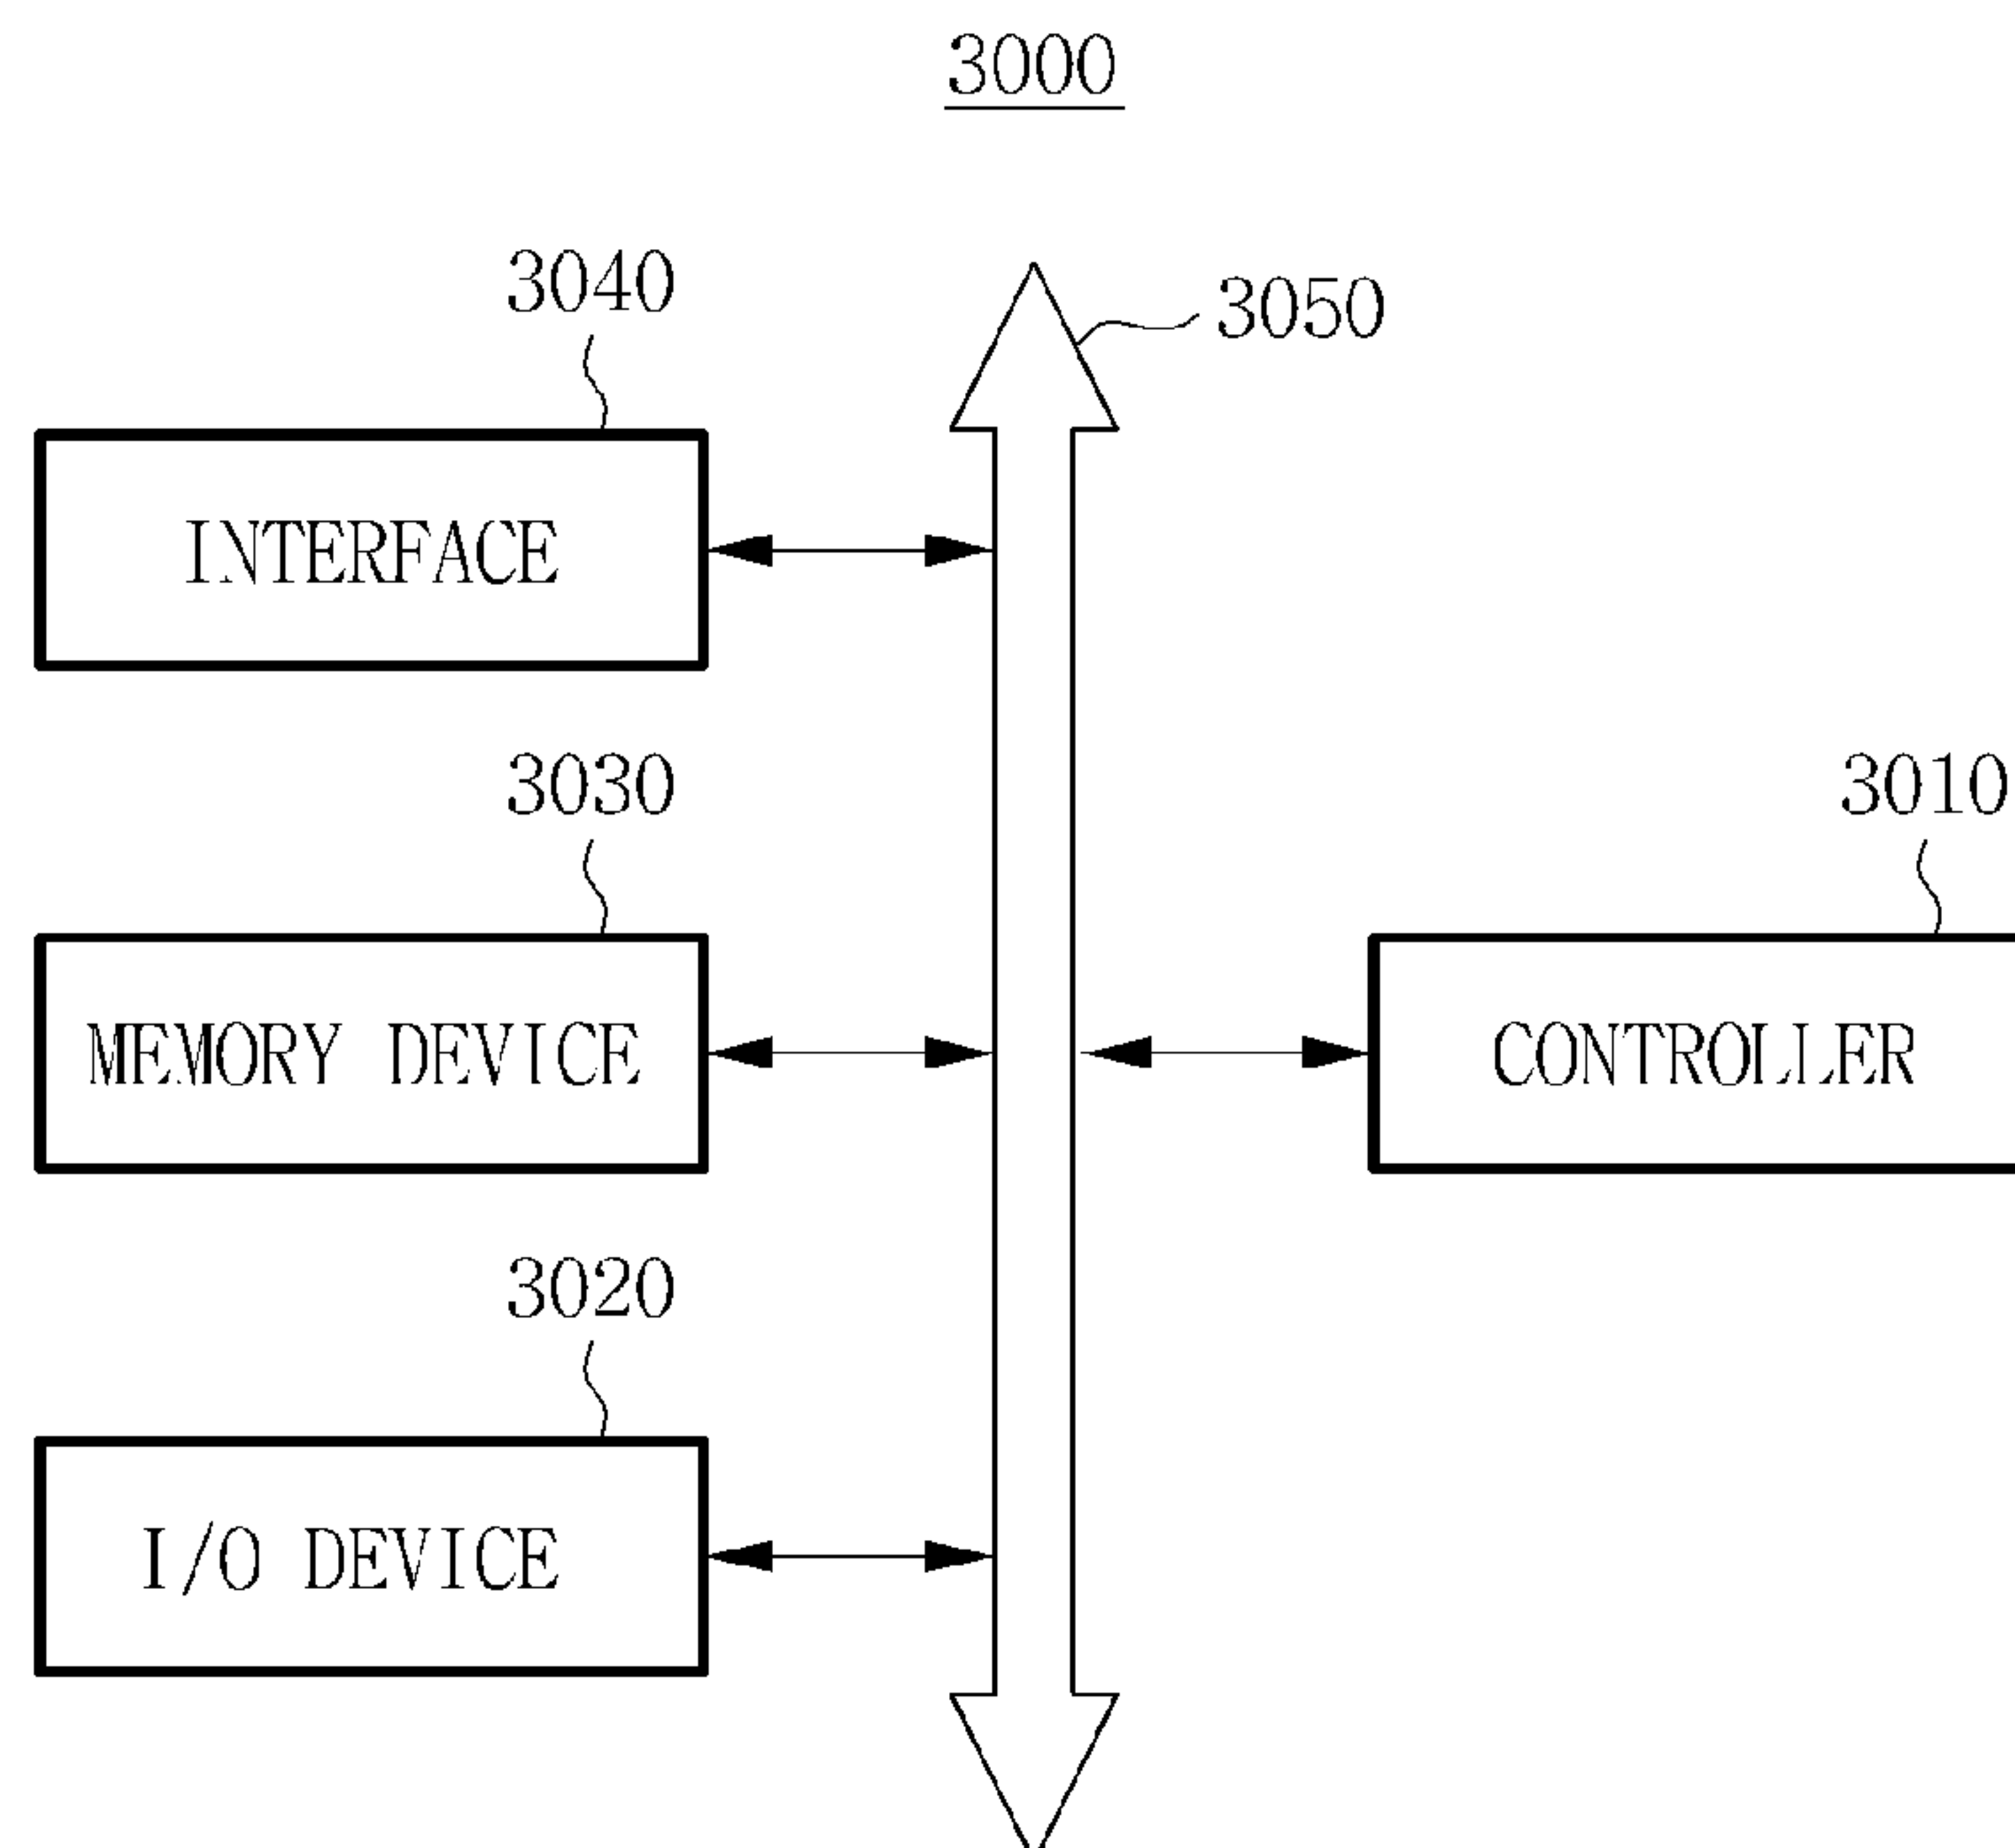 3000
3040
3050
INTERFACE
3030
3010
MEMORY DEVICE
CONTROLLER
3020
I/O DEVICE